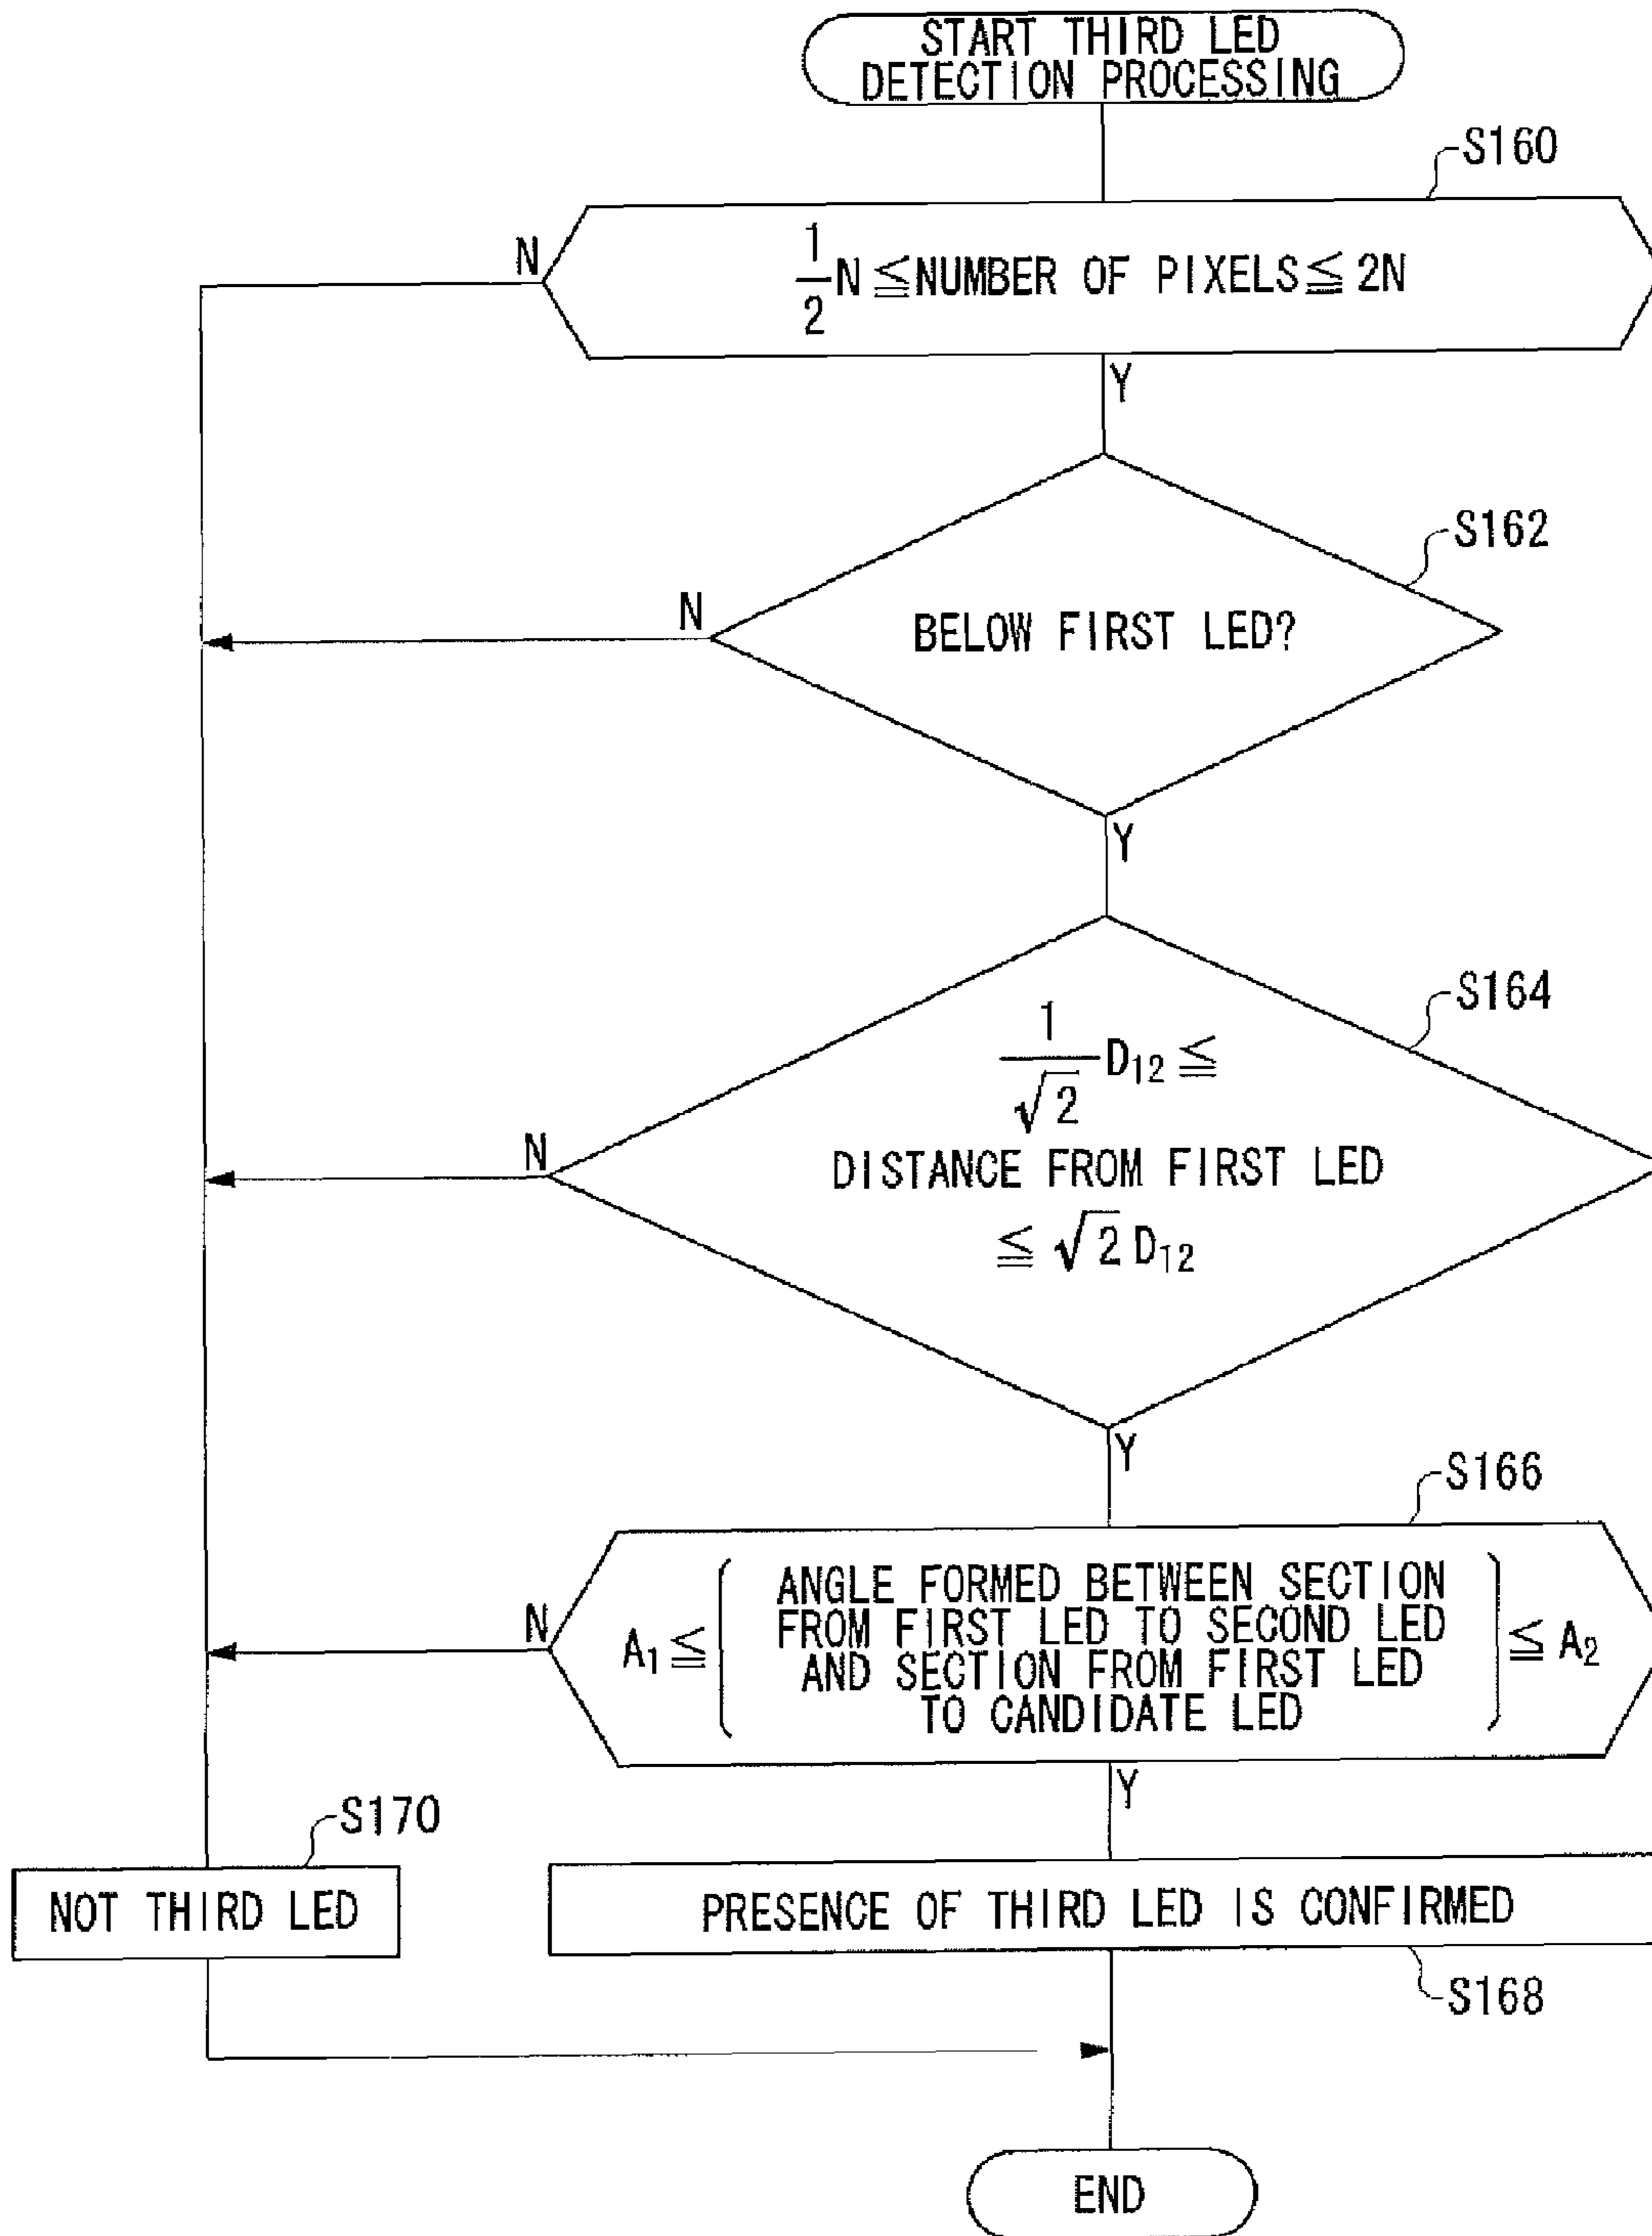 START THIRD LED
DETECTION PROCESSING
S160
N
1/2 N ≦ NUMBER OF PIXELS ≦ 2N
Y
S162
N
BELOW FIRST LED?
Y
S164
1/√2 D₁₂ ≦
N
DISTANCE FROM FIRST LED
≦ √2 D₁₂
Y
S166
N
A₁ ≦
ANGLE FORMED BETWEEN SECTION
FROM FIRST LED TO SECOND LED
AND SECTION FROM FIRST LED
TO CANDIDATE LED
≦ A₂
Y
S170
NOT THIRD LED
PRESENCE OF THIRD LED IS CONFIRMED
S168
END